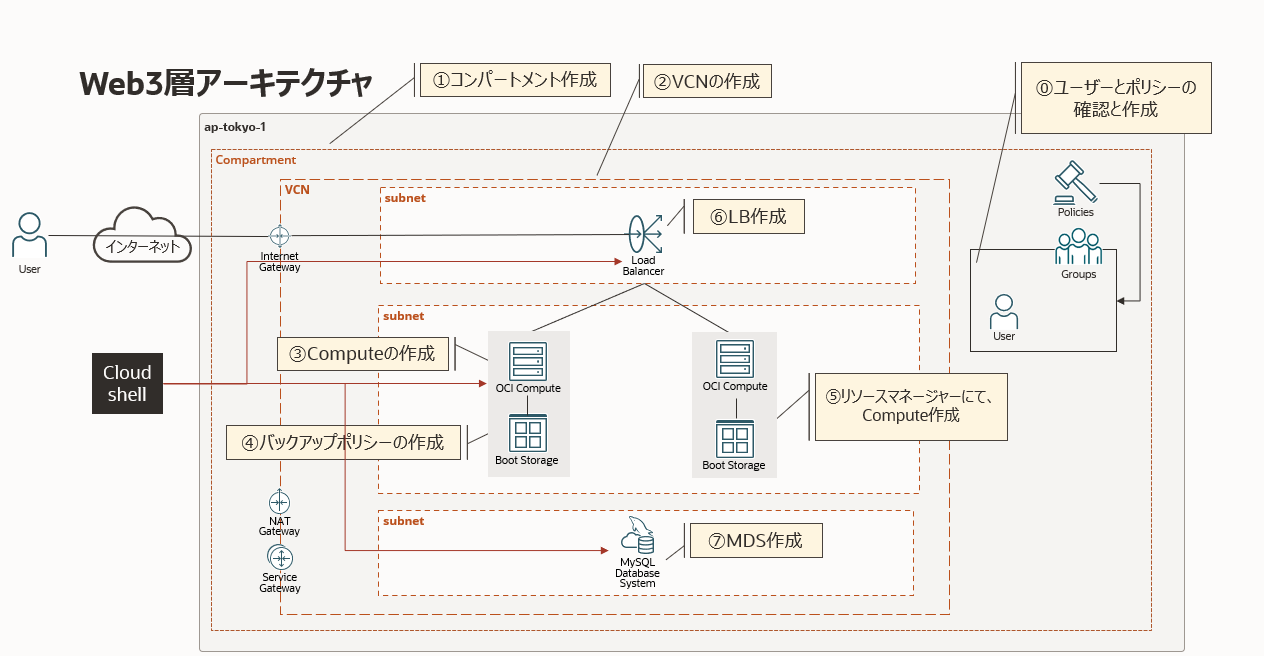 Web3層アーキテクチャ
①コンパートメント作成
②VCNの作成
⓪ユーザーとポリシーの
確認と作成
ap-tokyo-1
Compartment
VCN
subnet
⑥LB作成
Policies
User
インターネット
Internet
Gateway
Load
Balancer
Groups
User
subnet
③Computeの作成
Cloud
shell
OCI Compute
OCI Compute
⑤リソースマネージャーにて、
Compute作成
④バックアップポリシーの作成
Boot Storage
Boot Storage
NAT
Gateway
Service
Gateway
subnet
⑦MDS作成
MySQL
Database
System